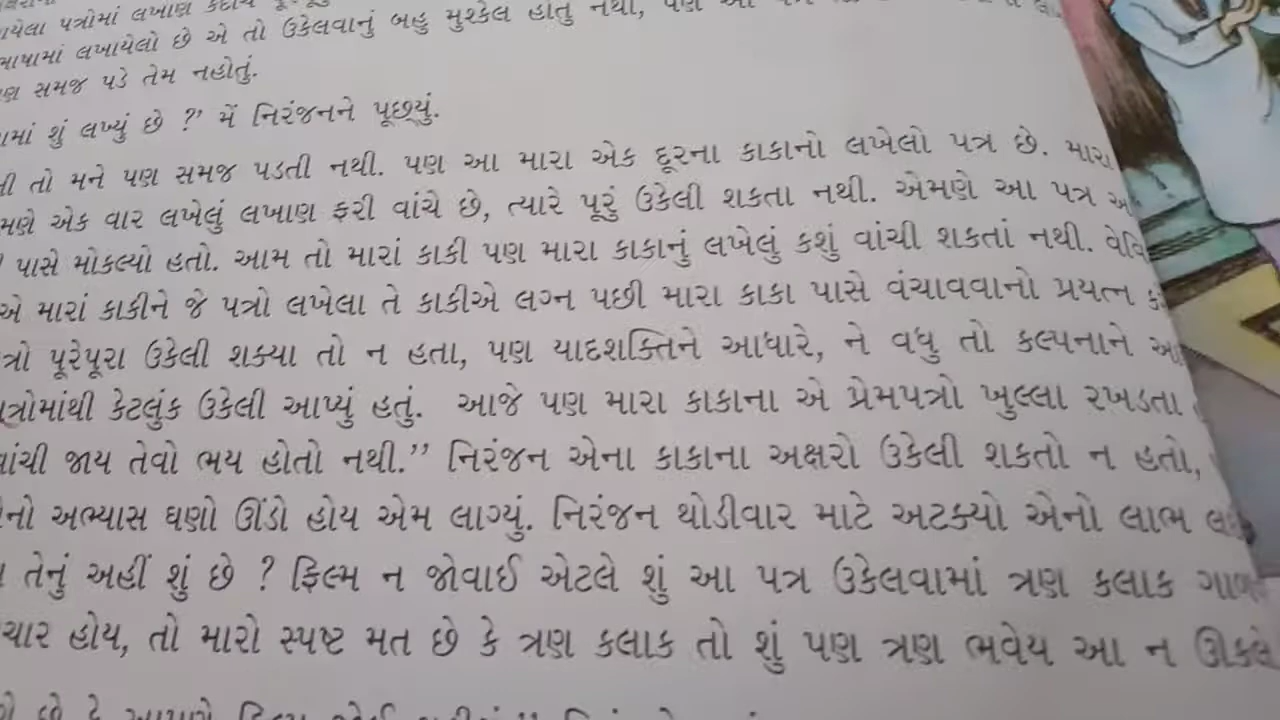 પત્રોમાં લખાણ
લખાયેલો છે એ તો ઉકેલવાનું બહુ મુશ્કેલ હોતું નથી, પણ આ
સમજ પડે તેમ નહોતું.
શું લખ્યું છે ?' મેં નિરંજનને પૂછ્યું.
તો મને પણ સમજ પડતી નથી. પણ આ મારા એક દૂરના કાકાનો લખેલો પત્ર છે. મારા
એક વાર લખેલું લખાણ ફરી વાંચે છે, ત્યારે પૂરું ઉકેલી શકતા નથી. એમણે આ પત્ર
પાસે મોકલ્યો હતો. આમ તો મારાં કાકી પણ મારા કાકાનું લખેલું કશું વાંચી શકતાં નથી.
એ મારાં કાકીને જે પત્રો લખેલા તે કાકીએ લગ્ન પછી મારા કાકા પાસે વંચાવવાનો પ્રયત્ન
પૂરેપૂરા ઉકેલી શક્યા તો ન હતા, પણ યાદશક્તિને આધારે, ને વધુ તો કલ્પનાને
કેટલુંક ઉકેલી આપ્યું હતું. આજે પણ મારા કાકાના એ પ્રેમપત્રો ખુલ્લા રખડતા
જાય તેવો ભય હોતો નથી.” નિરંજન એના કાકાના અક્ષરો ઉકેલી શકતો ન હતો,
અભ્યાસ ઘણો ઊંડો હોય એમ લાગ્યું. નિરંજન થોડીવાર માટે અટક્યો એનો લાભ
તેનું અહીં શું છે ? ફિલ્મ ન જોવાઈ એટલે શું આ પત્ર ઉકેલવામાં ત્રણ કલાક
હોય, તો મારો સ્પષ્ટ મત છે કે ત્રણ કલાક તો શું પણ ત્રણ ભવેય આ ન